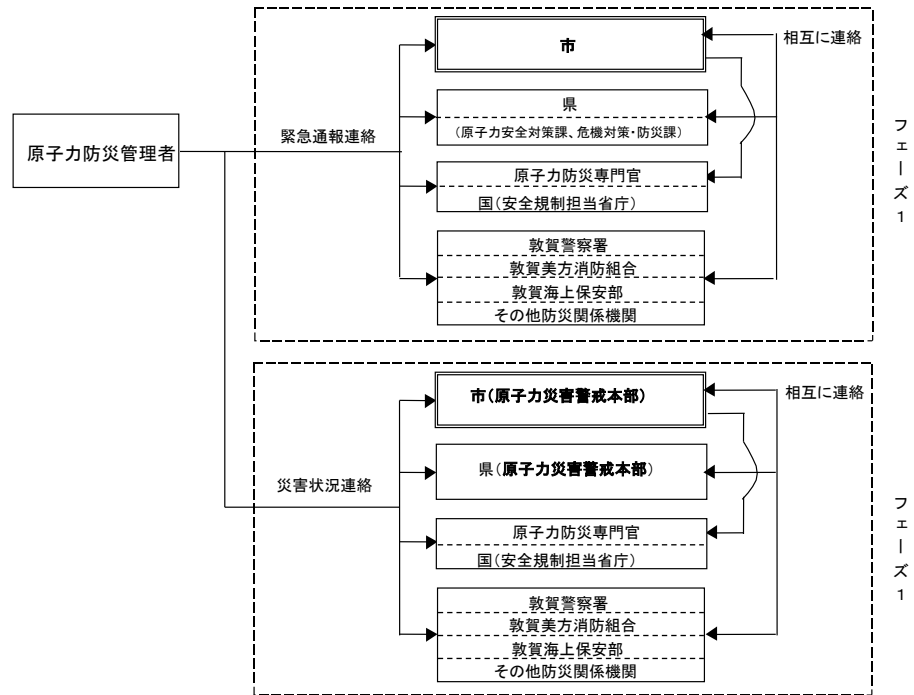 原子力防災管理者
緊急通報連絡
市
県
(原子力安全対策課、危機対策・防災課)
原子力防災専門官
国(安全規制担当省庁)
敦賀警察署
敦賀美方消防組合
敦賀海上保安部
その他防災関係機関
相互に連絡
フェーズ1
災害状況連絡
市(原子力災害警戒本部)
県(原子力災害警戒本部)
原子力防災専門官
国(安全規制担当省庁)
敦賀警察署
敦賀美方消防組合
敦賀海上保安部
その他防災関係機関
相互に連絡
フェーズ1